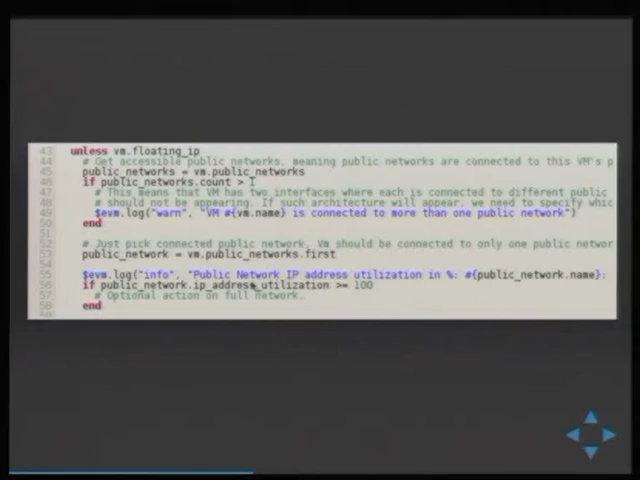 43 unless vm.floating_ip
44 # Get accessible public networks, meaning public networks are connected to this VM's p
45 public_networks = vm.public_networks
46 if public_networks.count > 1
47 # This means that VM has two interfaces where each is connected to different public
48 # should not be appearing. If such architecture will appear, we need to specify whic
49 $evm.log("warn", "VM #{vm.name} is connected to more than one public network")
50 end
51
52 # Just pick connected public network, Vm should be connected to only one public networ
53 public_network = vm.public_networks.first
54
55 $evm.log("info", "Public Network IP address utilization in %: #{public_network.name}:
56 if public_network.ip_address_utilization >= 100
57 # Optional action on full network.
58 end
59